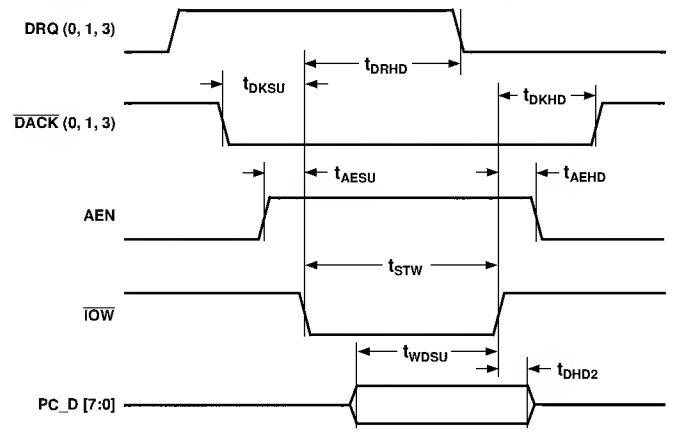 DRQ (0, 1, 3)
tDRHD
tDKSU
tDKHD
DACK (0, 1, 3)
tAESU
tAEHD
AEN
tSTW
IOW
tWDSU
tDHD2
PC_D [7:0]